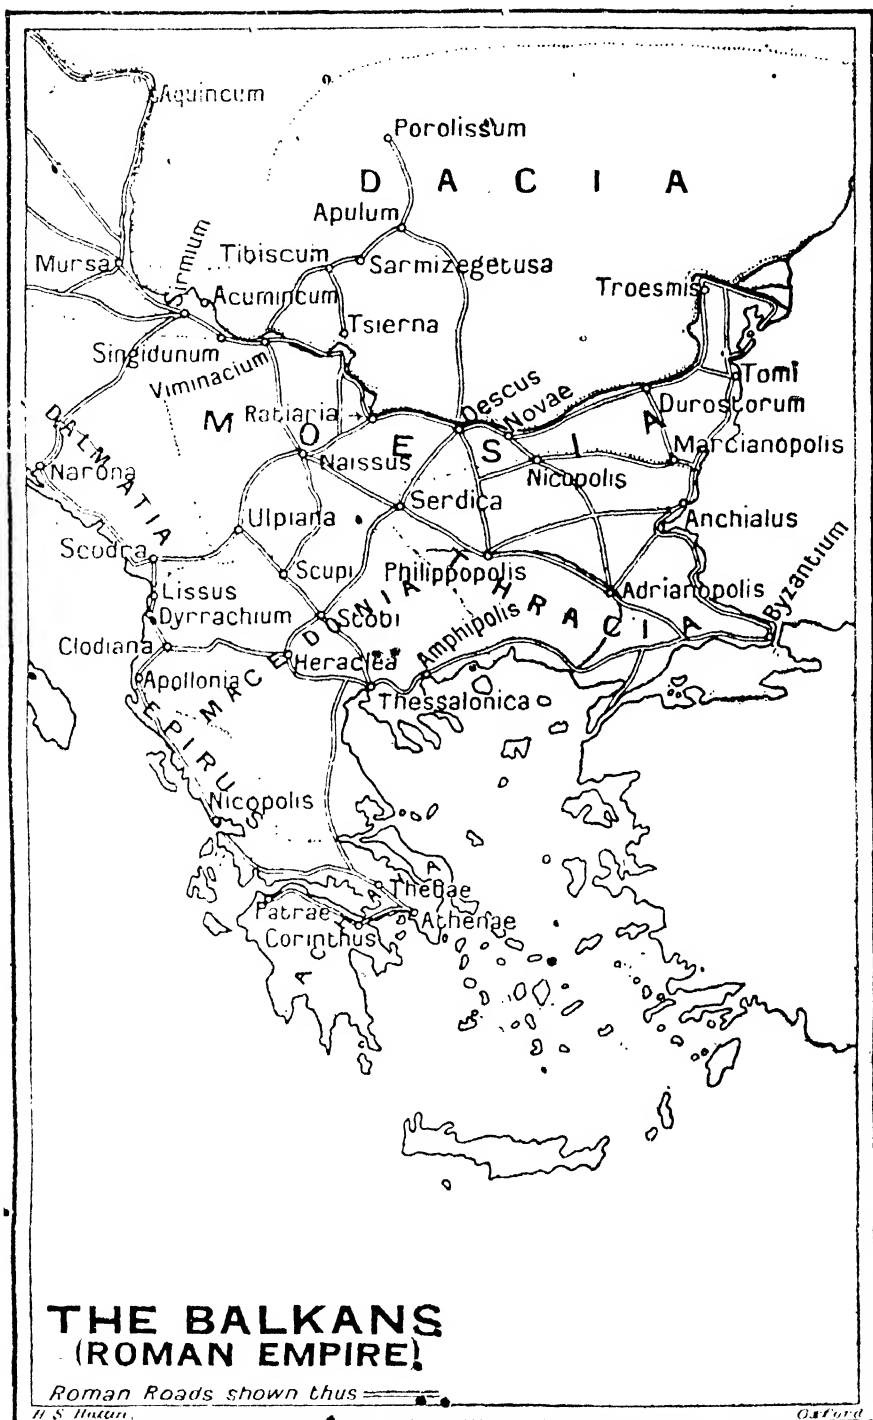 Aquincum
Porolissum
DACIA
Apulum
Sirmium
Tibiscum
Mursa
Sarmizegetusa
Acumincum
Troesmis
Tsierna
Singidunum
Viminacium
Tomi
Oescus
Novae
Ratiaria
Durostorum
DALMATIA
MOESIA
Marcianopolis
Naissus
Narona
Nicopolis
Serdica
Ulpiana
Anchialus
Scodra
Byzantium
Scupi
Philippopolis
Lissus
Adrianopolis
THRACIA
Dyrrachium
Scobi
MACEDONIA
Amphipolis
Clodiana
Heraclea
Apollonia
Thessalonica
EPIRUS
Nicopolis
Thebae
Patrae
Athenae
Corinthus
ACHAIA
THE BALKANS
(ROMAN EMPIRE).
Roman Roads shown thus
Oxford